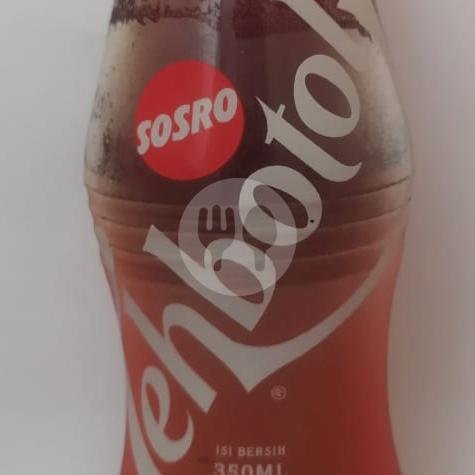 SOSRO
Tehbotol
®
ISI BERSIH
350ML